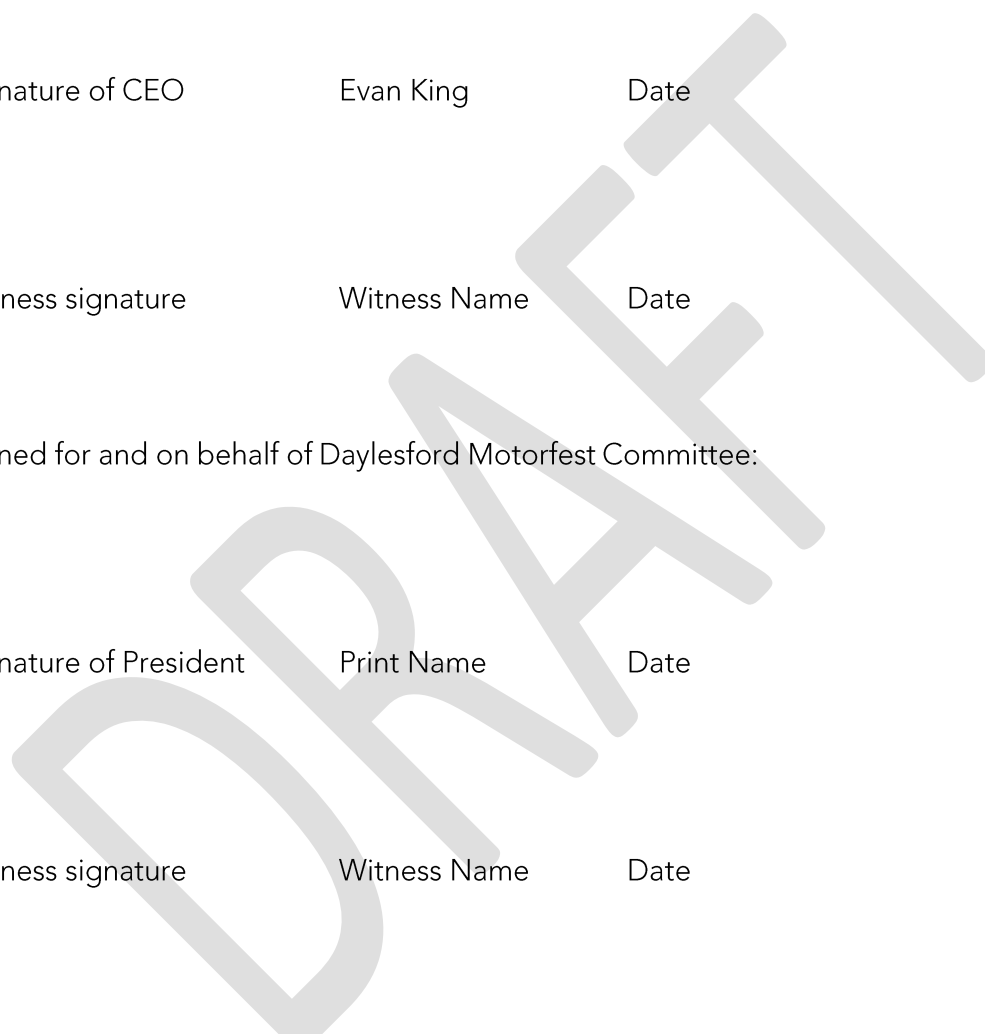 nature of CEO Evan King Date
ness signature Witness Name Date
ned for and on behalf of Daylesford Motorfest Committee:
nature of President Print Name Date
ness signature Witness Name Date
DRAFT